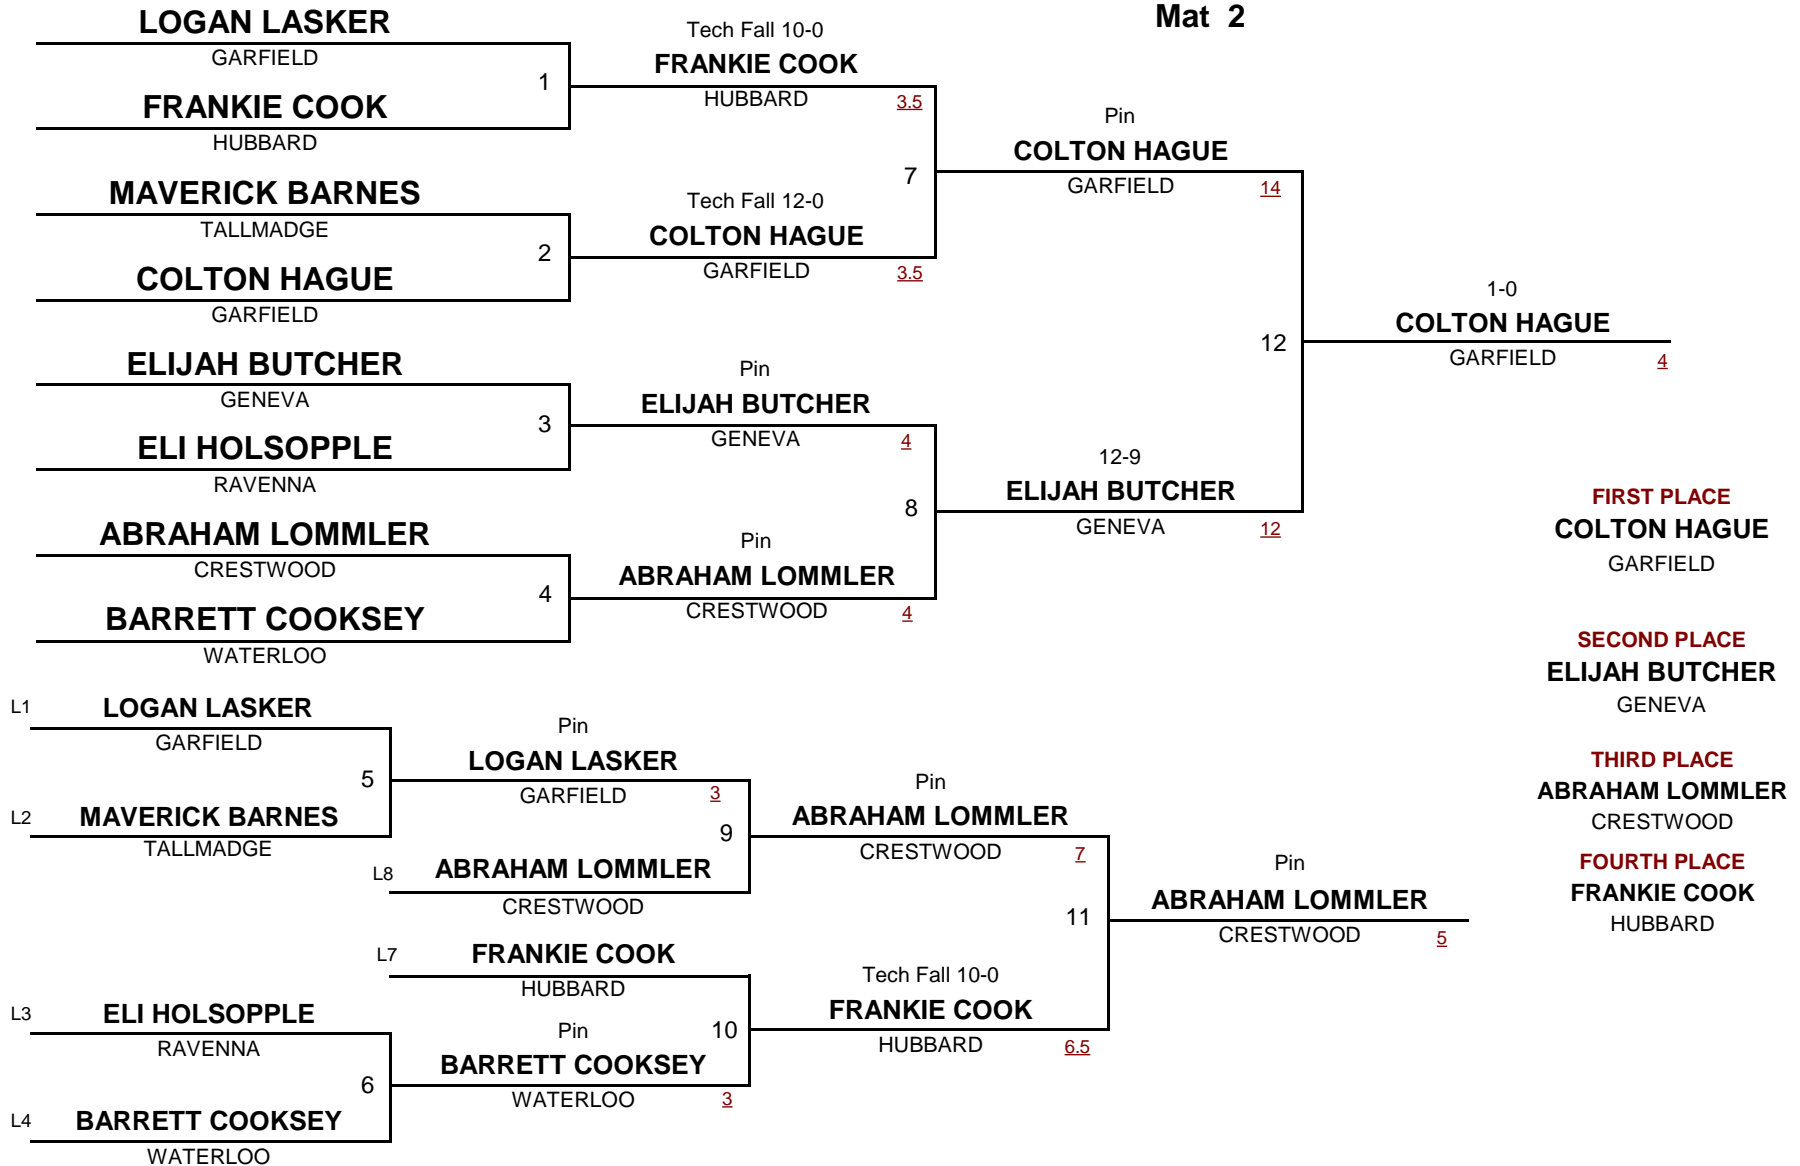 Mat 2
LOGAN LASKER
GARFIELD
1
FRANKIE COOK
HUBBARD
MAVERICK BARNES
TALLMADGE
2
COLTON HAGUE
GARFIELD
ELIJAH BUTCHER
GENEVA
3
ELI HOLSOPPLE
RAVENNA
ABRAHAM LOMMLER
CRESTWOOD
4
BARRETT COOKSEY
WATERLOO
Tech Fall 10-0
FRANKIE COOK
HUBBARD 3.5
7
Tech Fall 12-0
COLTON HAGUE
GARFIELD 3.5
Pin
ELIJAH BUTCHER
GENEVA 4
8
Pin
ABRAHAM LOMMLER
CRESTWOOD 4
Pin
COLTON HAGUE
GARFIELD 14
12
12-9
ELIJAH BUTCHER
GENEVA 12
1-0
COLTON HAGUE
GARFIELD 4
FIRST PLACE
COLTON HAGUE
GARFIELD
SECOND PLACE
ELIJAH BUTCHER
GENEVA
THIRD PLACE
ABRAHAM LOMMLER
CRESTWOOD
FOURTH PLACE
FRANKIE COOK
HUBBARD
L1 LOGAN LASKER
GARFIELD
5
L2 MAVERICK BARNES
TALLMADGE
L3 ELI HOLSOPPLE
RAVENNA
6
L4 BARRETT COOKSEY
WATERLOO
Pin
LOGAN LASKER
GARFIELD 3
9
L8 ABRAHAM LOMMLER
CRESTWOOD
L7 FRANKIE COOK
HUBBARD
10
Pin
BARRETT COOKSEY
WATERLOO 3
Pin
ABRAHAM LOMMLER
CRESTWOOD 7
11
Tech Fall 10-0
FRANKIE COOK
HUBBARD 6.5
Pin
ABRAHAM LOMMLER
CRESTWOOD 5